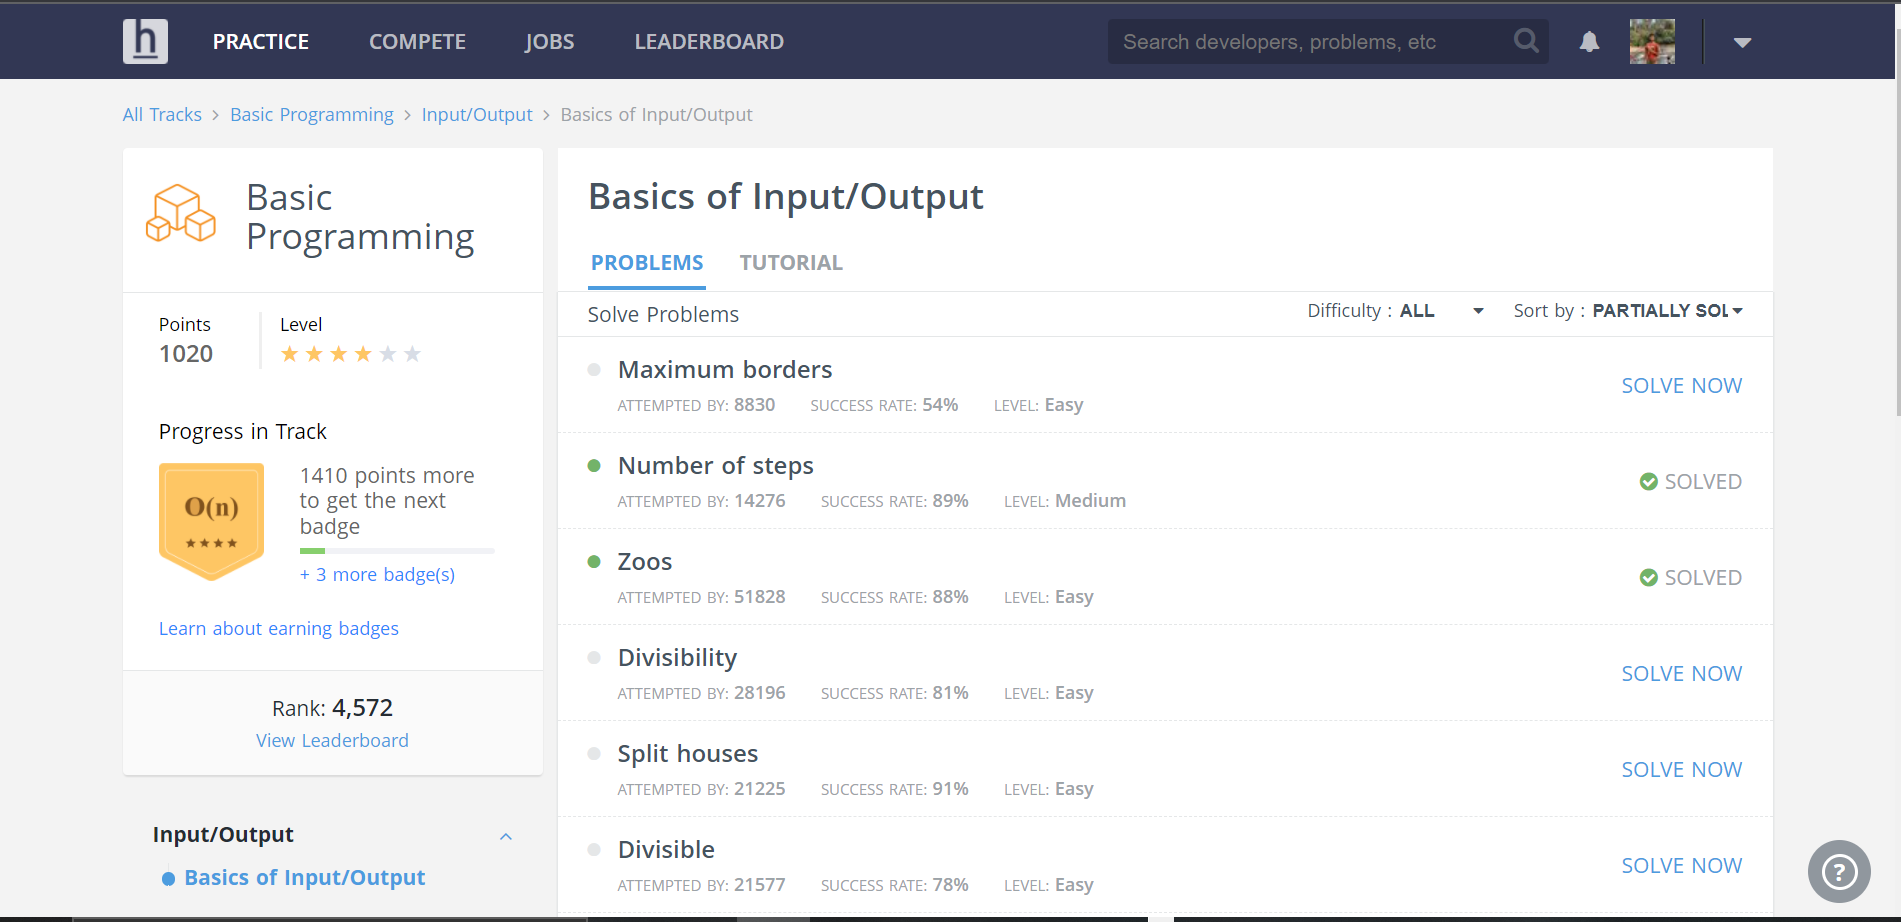 h PRACTICE COMPETE JOBS LEADERBOARD Search developers, problems, etc
All Tracks > Basic Programming > Input/Output > Basics of Input/Output
Basic
Programming
Points
1020
Level
Progress in Track
O(n)
1410 points more
to get the next
badge
+ 3 more badge(s)
Learn about earning badges
Rank: 4,572
View Leaderboard
Input/Output
Basics of Input/Output
Basics of Input/Output
PROBLEMS TUTORIAL
Solve Problems Difficulty : ALL Sort by : PARTIALLY SOL
Maximum borders
ATTEMPTED BY: 8830 SUCCESS RATE: 54% LEVEL: Easy
SOLVE NOW
Number of steps
ATTEMPTED BY: 14276 SUCCESS RATE: 89% LEVEL: Medium
SOLVED
Zoos
ATTEMPTED BY: 51828 SUCCESS RATE: 88% LEVEL: Easy
SOLVED
Divisibility
ATTEMPTED BY: 28196 SUCCESS RATE: 81% LEVEL: Easy
SOLVE NOW
Split houses
ATTEMPTED BY: 21225 SUCCESS RATE: 91% LEVEL: Easy
SOLVE NOW
Divisible
ATTEMPTED BY: 21577 SUCCESS RATE: 78% LEVEL: Easy
SOLVE NOW
?